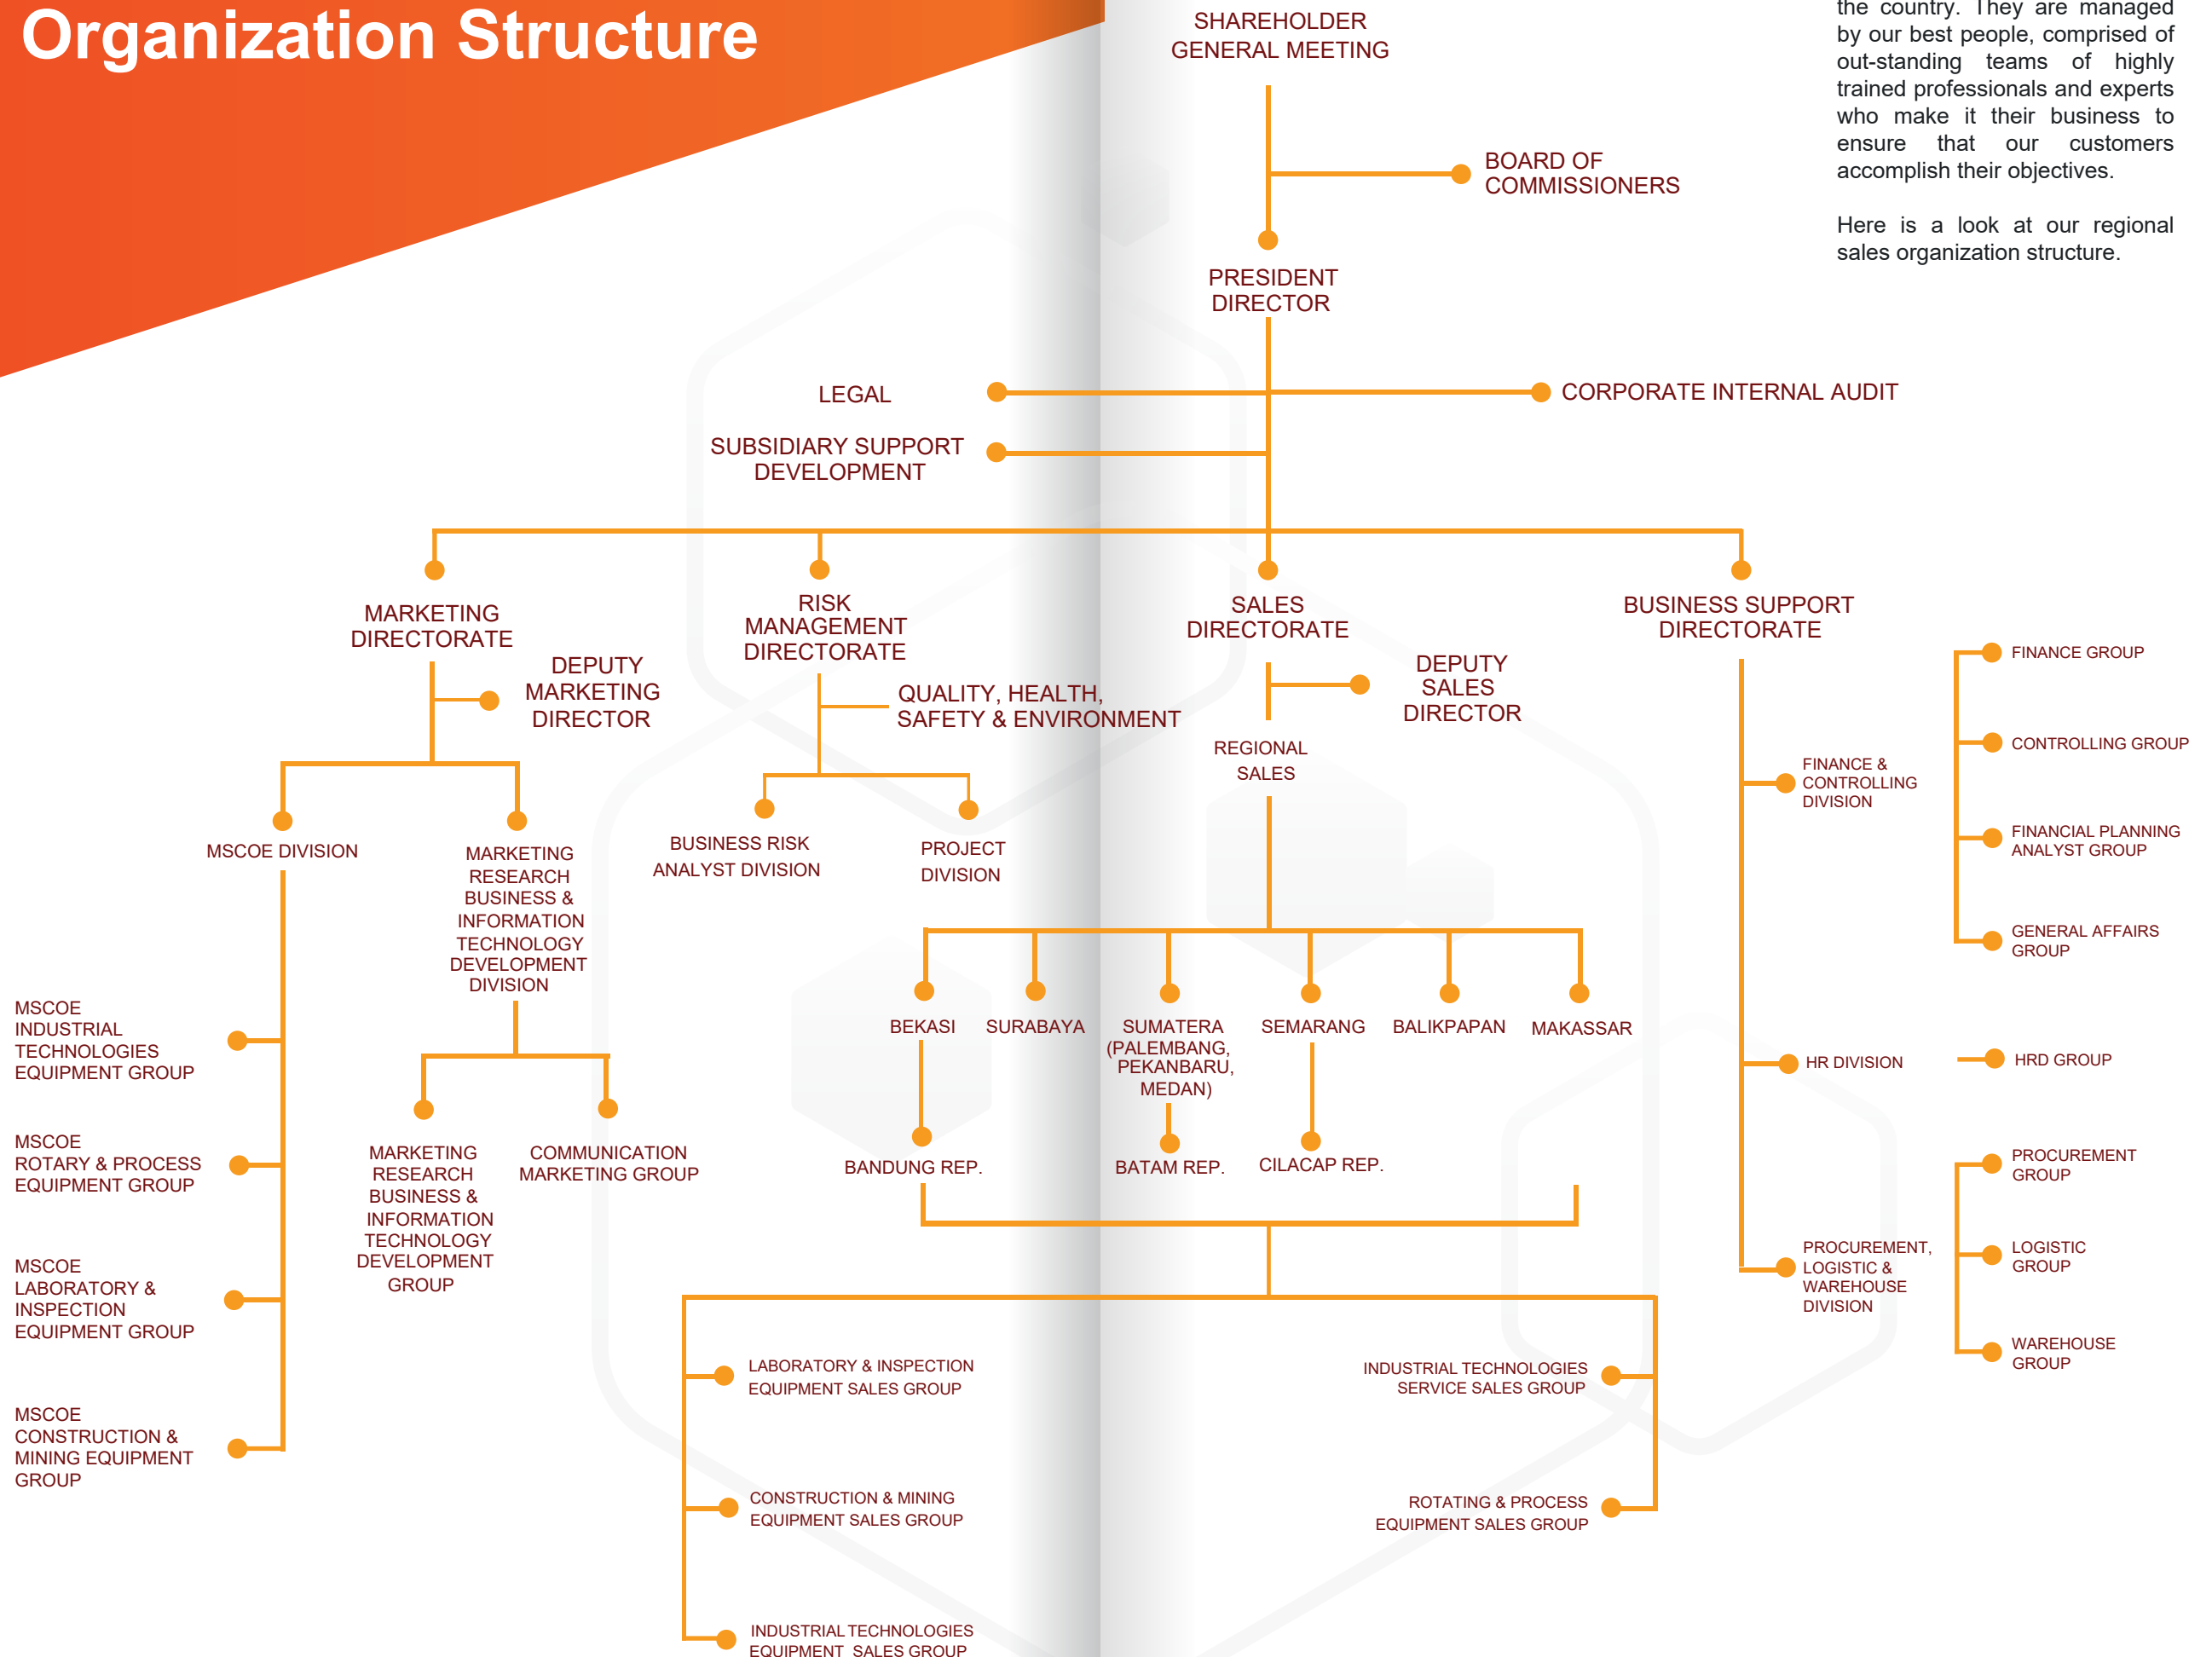 Organization Structure
the country. They are managed
by our best people, comprised of
out-standing teams of highly
trained professionals and experts
who make it their business to
ensure that our customers
accomplish their objectives.
Here is a look at our regional
sales organization structure.
SHAREHOLDER
GENERAL MEETING
BOARD OF
COMMISSIONERS
PRESIDENT
DIRECTOR
LEGAL
CORPORATE INTERNAL AUDIT
SUBSIDIARY SUPPORT
DEVELOPMENT
MARKETING
DIRECTORATE
DEPUTY
MARKETING
DIRECTOR
RISK
MANAGEMENT
DIRECTORATE
QUALITY, HEALTH,
SAFETY & ENVIRONMENT
SALES
DIRECTORATE
DEPUTY
SALES
DIRECTOR
BUSINESS SUPPORT
DIRECTORATE
MSCOE DIVISION
MARKETING
RESEARCH
BUSINESS &
INFORMATION
TECHNOLOGY
DEVELOPMENT
DIVISION
BUSINESS RISK
ANALYST DIVISION
PROJECT
DIVISION
REGIONAL
SALES
FINANCE &
CONTROLLING
DIVISION
FINANCE GROUP
CONTROLLING GROUP
FINANCIAL PLANNING
ANALYST GROUP
GENERAL AFFAIRS
GROUP
HR DIVISION
HRD GROUP
PROCUREMENT,
LOGISTIC &
WAREHOUSE
DIVISION
PROCUREMENT
GROUP
LOGISTIC
GROUP
WAREHOUSE
GROUP
MSCOE
INDUSTRIAL
TECHNOLOGIES
EQUIPMENT GROUP
MSCOE
ROTARY & PROCESS
EQUIPMENT GROUP
MSCOE
LABORATORY &
INSPECTION
EQUIPMENT GROUP
MSCOE
CONSTRUCTION &
MINING EQUIPMENT
GROUP
MARKETING
RESEARCH
BUSINESS &
INFORMATION
TECHNOLOGY
DEVELOPMENT
GROUP
COMMUNICATION
MARKETING GROUP
BEKASI
SURABAYA
SUMATERA
(PALEMBANG,
PEKANBARU,
MEDAN)
SEMARANG
BALIKPAPAN
MAKASSAR
BANDUNG REP.
BATAM REP.
CILACAP REP.
LABORATORY & INSPECTION
EQUIPMENT SALES GROUP
CONSTRUCTION & MINING
EQUIPMENT SALES GROUP
INDUSTRIAL TECHNOLOGIES
EQUIPMENT SALES GROUP
INDUSTRIAL TECHNOLOGIES
SERVICE SALES GROUP
ROTATING & PROCESS
EQUIPMENT SALES GROUP